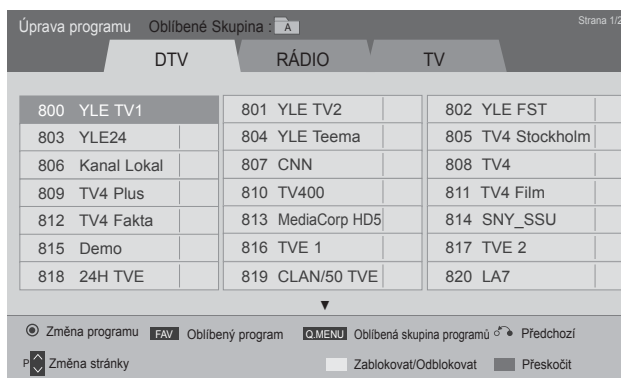 Úprava programu Oblíbené Skupina : A Strana 1/2
DTV RÁDIO TV
800 YLE TV1 801 YLE TV2 802 YLE FST
803 YLE24 804 YLE Teema 805 TV4 Stockholm
806 Kanal Lokal 807 CNN 808 TV4
809 TV4 Plus 810 TV400 811 TV4 Film
812 TV4 Fakta 813 MediaCorp HD5 814 SNY_SSU
815 Demo 816 TVE 1 817 TVE 2
818 24H TVE 819 CLAN/50 TVE 820 LA7
Změna programu FAV Oblíbený program Q.MENU Oblíbená skupina programů Předchozí
P Změna stránky Zablokovat/Odblokovat Přeskočit